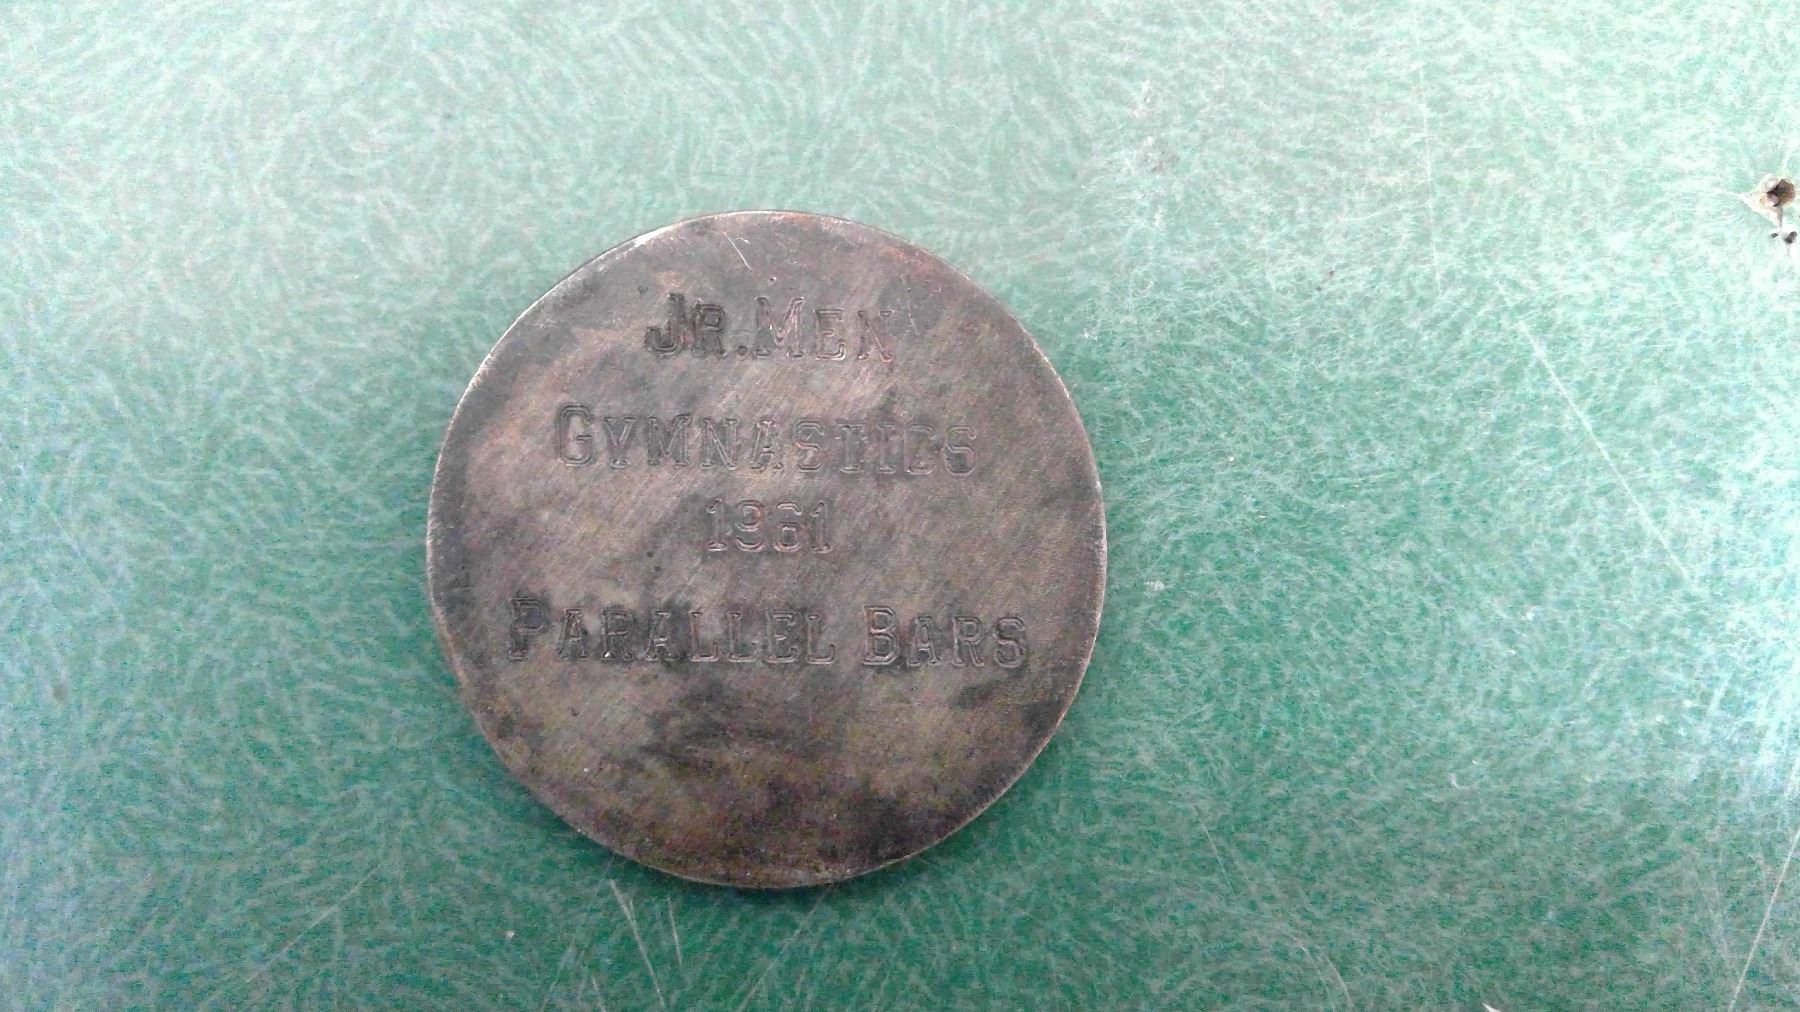 JR. MEN
GYMNASTICS
1961
PARALLEL BARS